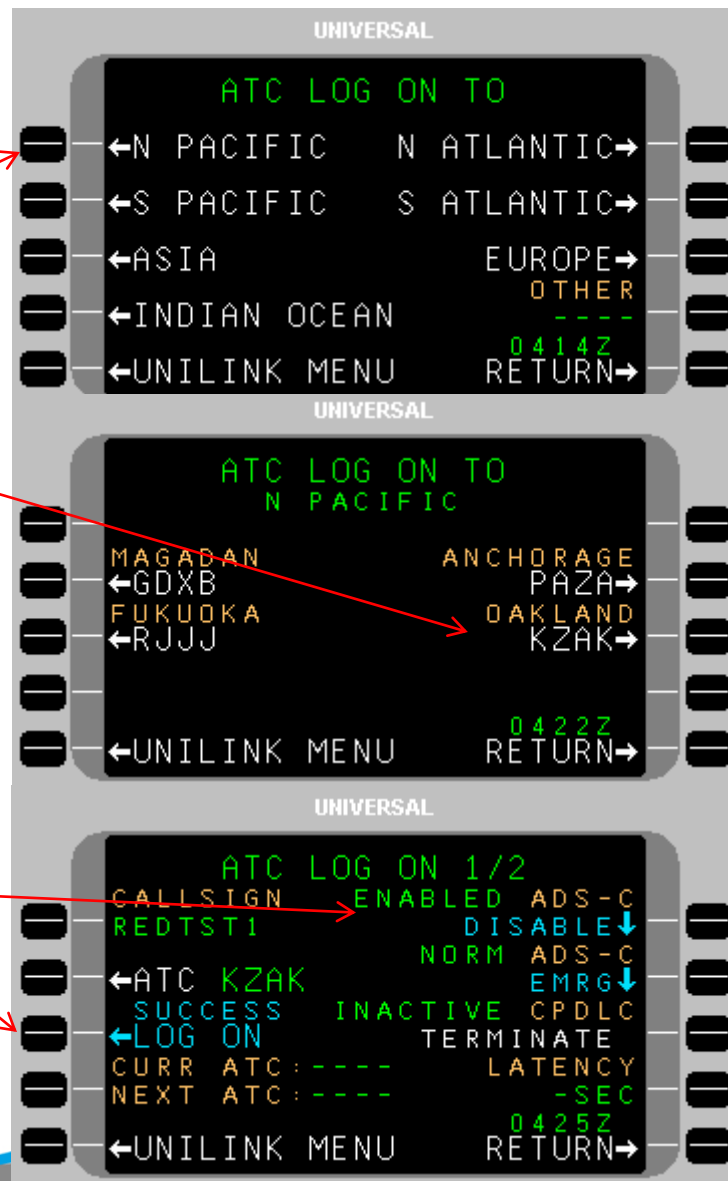 UNIVERSAL
ATC LOG ON TO
←N PACIFIC N ATLANTIC→
←S PACIFIC S ATLANTIC→
←ASIA EUROPE→
OTHER
←INDIAN OCEAN ----
0414Z
←UNILINK MENU RETURN→
UNIVERSAL
ATC LOG ON TO
N PACIFIC
MAGADAN ANCHORAGE
←GDXB PAZA→
FUKUOKA OAKLAND
←RJJJ KZAK→
0422Z
←UNILINK MENU RETURN→
UNIVERSAL
ATC LOG ON 1/2
CALLSIGN ENABLED ADS-C
REDTST1 DISABLE↓
NORM ADS-C
←ATC KZAK EMRG↓
SUCCESS INACTIVE CPDLC
←LOG ON TERMINATE
CURR ATC:---- LATENCY
NEXT ATC:---- -SEC
0425Z
←UNILINK MENU RETURN→